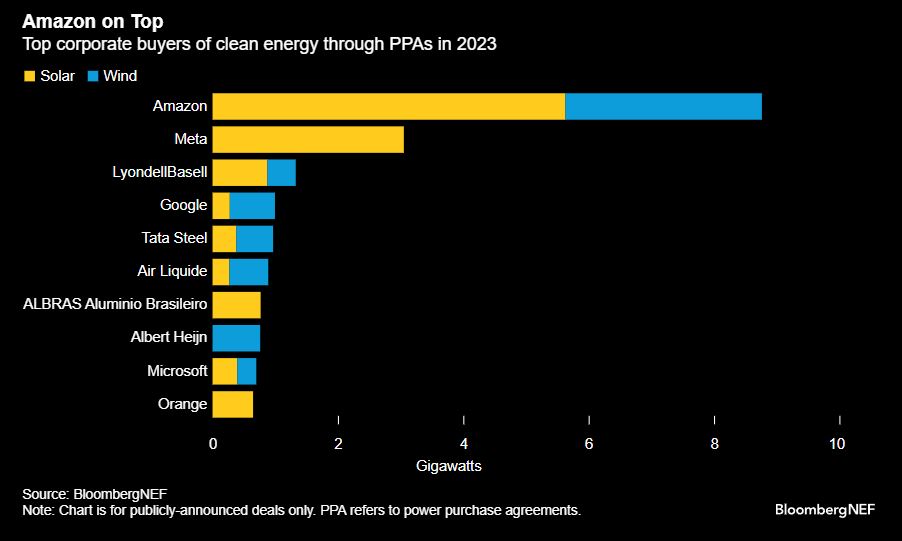 Amazon on Top
Top corporate buyers of clean energy through PPAs in 2023
Solar Wind
Amazon
Meta
LyondellBasell
Google
Tata Steel
Air Liquide
ALBRAS Aluminio Brasileiro
Albert Heijn
Microsoft
Orange
0 2 4 6 8 10
Gigawatts
Source: BloombergNEF
Note: Chart is for publicly-announced deals only. PPA refers to power purchase agreements.
BloombergNEF